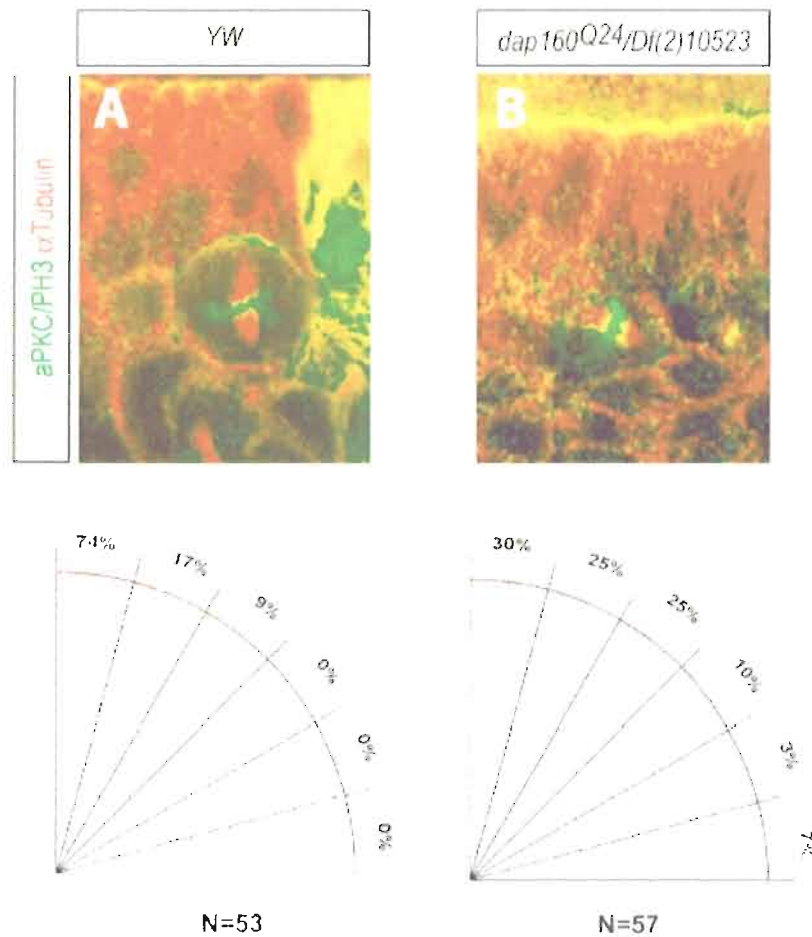 YW
dap160Q24/Df(2)10523
aPKC/PH3 αTubulin
A
B
74%
17%
9%
0%
0%
0%
30%
25%
25%
10%
3%
7%
N=53
N=57